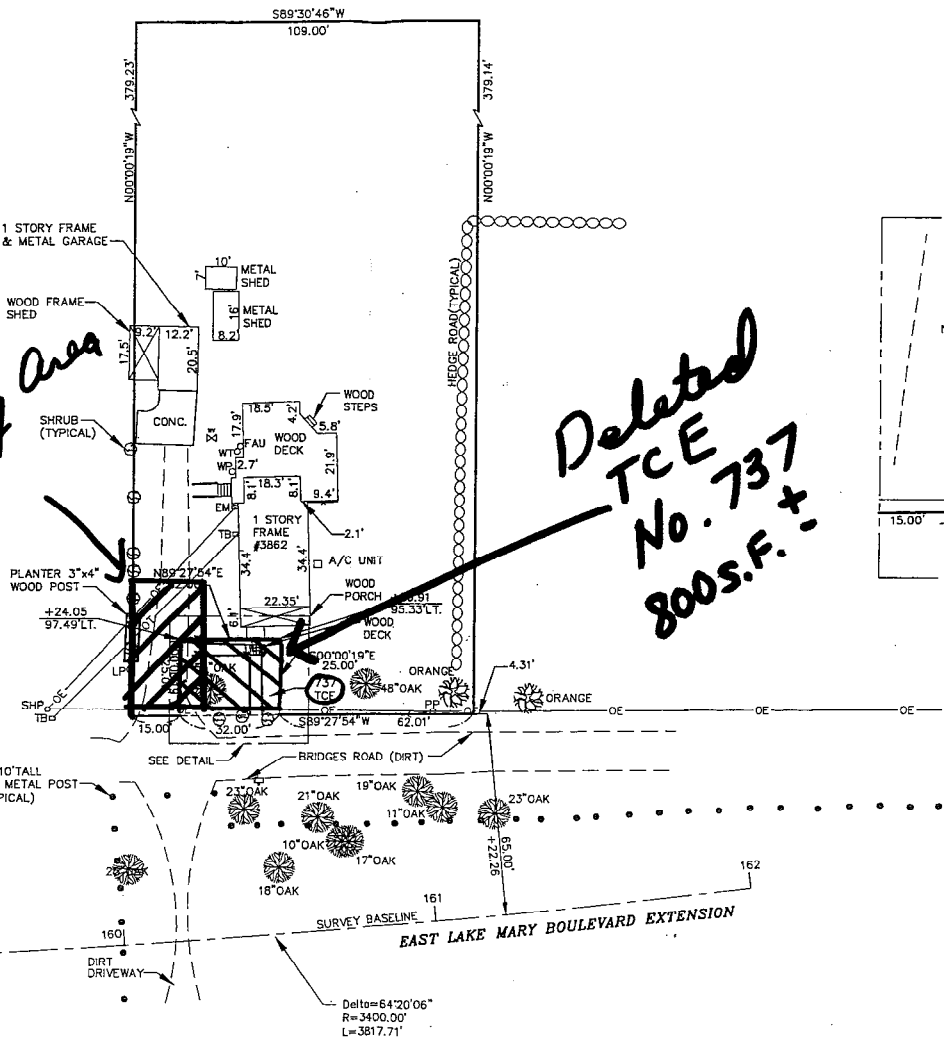 S89°30'46"W
109.00'
379.23'
379.14'
N00°00'19"W
N00°00'19"W
1 STORY FRAME
& METAL GARAGE
10'
7'
METAL
SHED
WOOD FRAME
SHED
16'
METAL
SHED
8.2'
9.2'
12.2'
17.5'
20.5'
Area
HEDGE ROAD(TYPICAL)
Deleted
TCE
No. 737
800 s.F. ±
15.00'
SHRUB
(TYPICAL)
CONC.
18.5'
4.2'
WOOD
STEPS
5.8'
17.9'
FAU
WOOD
DECK
WT
WP
2.7'
21.9'
18.3'
8.1'
8.1'
9.4'
EM
1 STORY
FRAME
#3862
2.1'
TB
34.4'
34.4'
A/C UNIT
PLANTER 3"x4"
WOOD POST
N89°27'54"E
WOOD
PORCH
22.35'
+24.05
97.49'LT.
95.33'LT.
6.1'
WOOD
DECK
S00°00'19"E
25.00'
LP
OAK
737
TCE
48"OAK
ORANGE
4.31'
ORANGE
SHP
TB
OE
OE
OE
OE
OE
PP
15.00'
32.00'
S89°27'54"W
62.01'
SEE DETAIL
BRIDGES ROAD (DIRT)
10'TALL
METAL POST
23"OAK
21"OAK
19"OAK
11"OAK
23"OAK
10"OAK
17"OAK
18"OAK
65.00'
+22.26
162
161
SURVEY BASELINE
EAST LAKE MARY BOULEVARD EXTENSION
160
DIRT
DRIVEWAY
Delta=64°20'06"
R=3400.00'
L=3817.71'